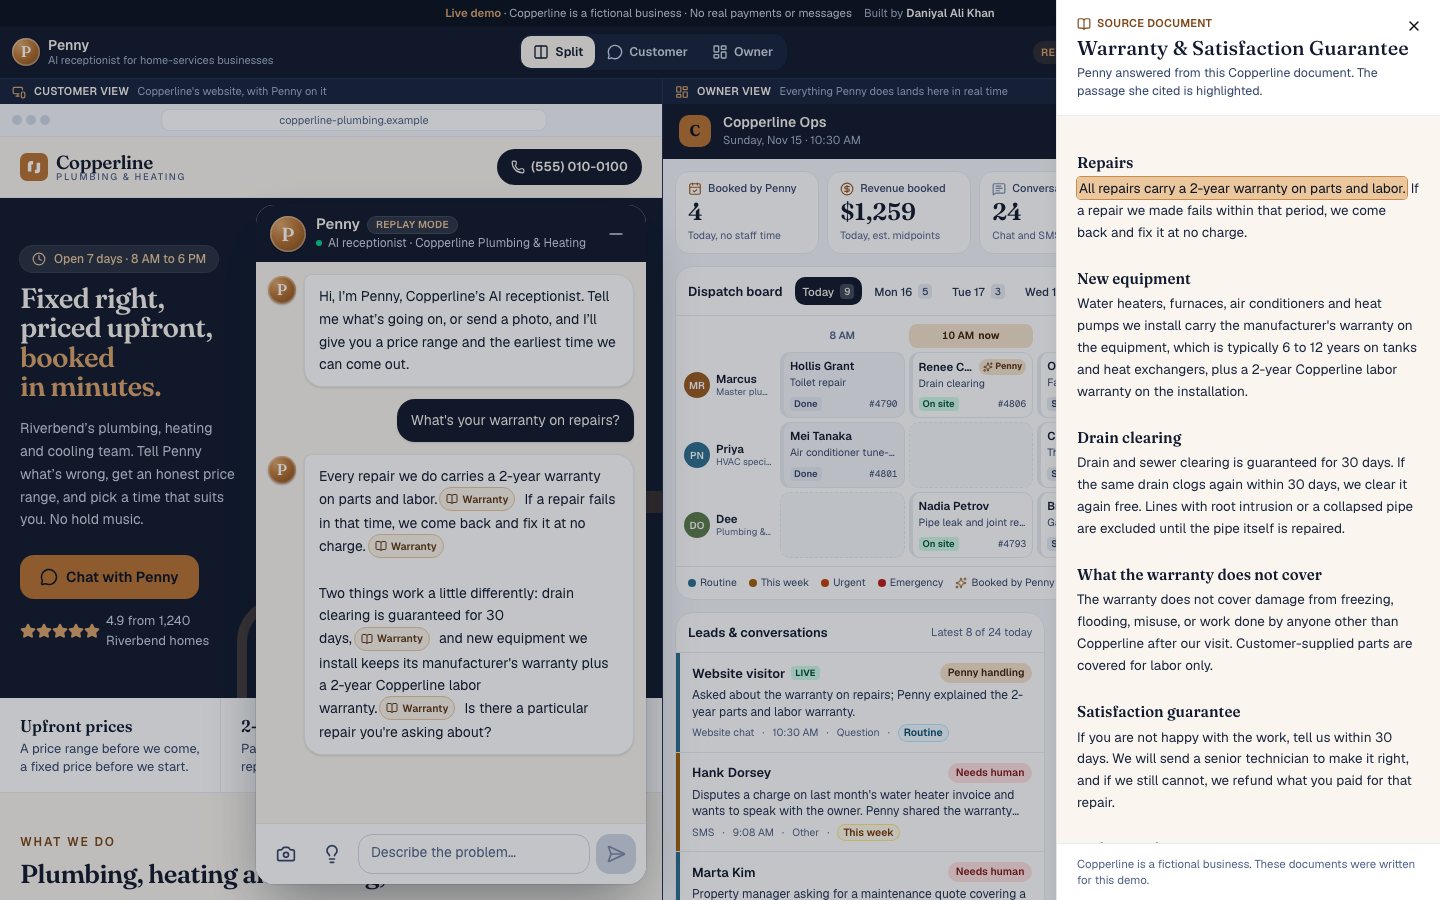 Live demo · Copperline is a fictional business · No real payments or messages Built by Daniyal Ali Khan
P
Penny
AI receptionist for home-services businesses
Split
Customer
Owner
CUSTOMER VIEW Copperline's website, with Penny on it
copperline-plumbing.example
Copperline
PLUMBING & HEATING
(555) 010-0100
Open 7 days · 8 AM to 6 PM
Fixed right,
priced upfront,
booked
in minutes.
Riverbend's plumbing, heating
and cooling team. Tell Penny
what's wrong, get an honest price
range, and pick a time that suits
you. No hold music.
Chat with Penny
4.9 from 1,240
Riverbend homes
Upfront prices
A price range before we come,
a fixed price before we start.
WHAT WE DO
Plumbing, heating
P
Penny REPLAY MODE
AI receptionist · Copperline Plumbing & Heating
P
Hi, I'm Penny, Copperline's AI receptionist. Tell
me what's going on, or send a photo, and I'll
give you a price range and the earliest time we
can come out.
What's your warranty on repairs?
P
Every repair we do carries a 2-year warranty
on parts and labor. Warranty If a repair fails
in that time, we come back and fix it at no
charge. Warranty
Two things work a little differently: drain
clearing is guaranteed for 30
days, Warranty and new equipment we
install keeps its manufacturer's warranty plus
a 2-year Copperline labor
warranty. Warranty Is there a particular
repair you're asking about?
Describe the problem...
OWNER VIEW Everything Penny does lands here in real time
C
Copperline Ops
Sunday, Nov 15 · 10:30 AM
Booked by Penny
4
Today, no staff time
Revenue booked
$1,259
Today, est. midpoints
24
Chat and SMS
Dispatch board
Today 9
Mon 16 5
Tue 17 3
Wed
8 AM
10 AM now
MR
Marcus
Master plu...
Hollis Grant
Toilet repair
Done #4790
Renee C... Penny
Drain clearing
On site #4806
PN
Priya
HVAC speci...
Mei Tanaka
Air conditioner tune-...
Done #4801
DO
Dee
Plumbing &...
Nadia Petrov
Pipe leak and joint re...
On site #4793
Routine
This week
Urgent
Emergency
Booked by Penny
Leads & conversations
Latest 8 of 24 today
Website visitor LIVE
Penny handling
Asked about the warranty on repairs; Penny explained the 2-
year parts and labor warranty.
Website chat · 10:30 AM · Question · Routine
Hank Dorsey
Needs human
Disputes a charge on last month's water heater invoice and
wants to speak with the owner. Penny shared the warranty...
SMS · 9:08 AM · Other · This week
Marta Kim
Needs human
Property manager asking for a maintenance quote covering a
SOURCE DOCUMENT
Warranty & Satisfaction Guarantee
Penny answered from this Copperline document. The
passage she cited is highlighted.
Repairs
All repairs carry a 2-year warranty on parts and labor. If
a repair we made fails within that period, we come
back and fix it at no charge.
New equipment
Water heaters, furnaces, air conditioners and heat
pumps we install carry the manufacturer's warranty on
the equipment, which is typically 6 to 12 years on tanks
and heat exchangers, plus a 2-year Copperline labor
warranty on the installation.
Drain clearing
Drain and sewer clearing is guaranteed for 30 days. If
the same drain clogs again within 30 days, we clear it
again free. Lines with root intrusion or a collapsed pipe
are excluded until the pipe itself is repaired.
What the warranty does not cover
The warranty does not cover damage from freezing,
flooding, misuse, or work done by anyone other than
Copperline after our visit. Customer-supplied parts are
covered for labor only.
Satisfaction guarantee
If you are not happy with the work, tell us within 30
days. We will send a senior technician to make it right,
and if we still cannot, we refund what you paid for that
repair.
Copperline is a fictional business. These documents were written
for this demo.